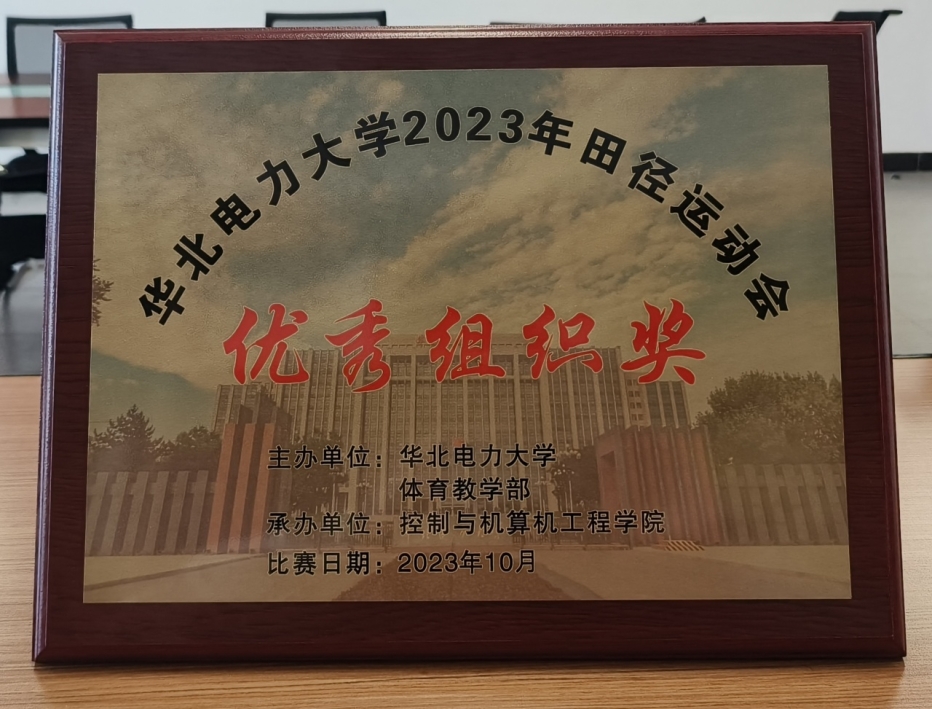 华北电力大学2023年田径运动会
优秀组织奖
主办单位：华北电力大学
体育教学部
承办单位：控制与机算机工程学院
比赛日期：2023年10月